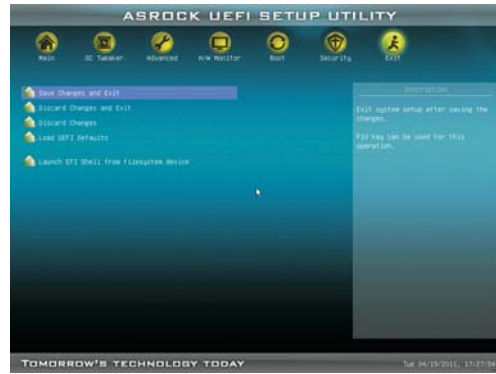 ASROCK UEFI SETUP UTILITY
Main
OC Tweaker
Advanced
H/W Monitor
Boot
Security
Exit
Save Changes and Exit
Discard Changes and Exit
Discard Changes
Load UEFI Defaults
Launch EFI Shell from filesystem device
Description
Exit system setup after saving the
changes.
F10 key can be used for this
operation.
TOMORROW'S TECHNOLOGY TODAY
Tue 04/19/2011, 17:27:54